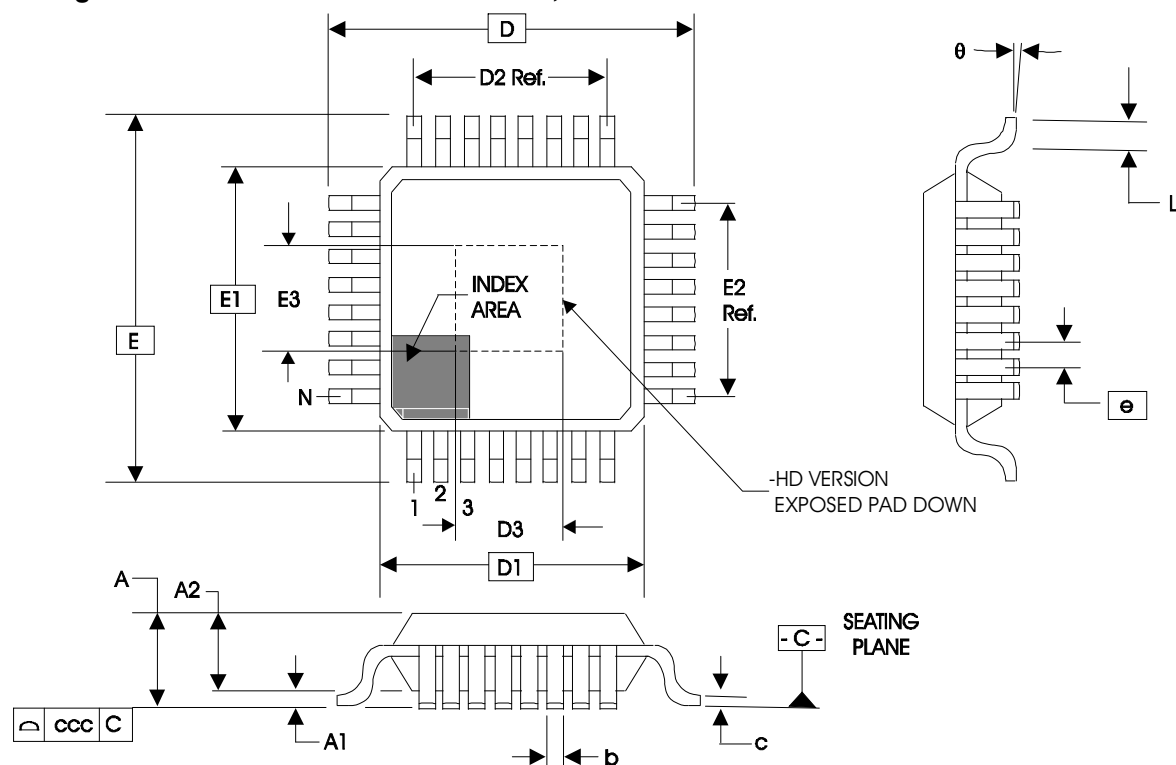 D
D2 Ref.
θ
L
E
E1
E3
INDEX
AREA
E2
Ref.
N
e
1
2
3
D3
D1
-HD VERSION
EXPOSED PAD DOWN
A
A2
-C-
SEATING
PLANE
ccc C
A1
b
c